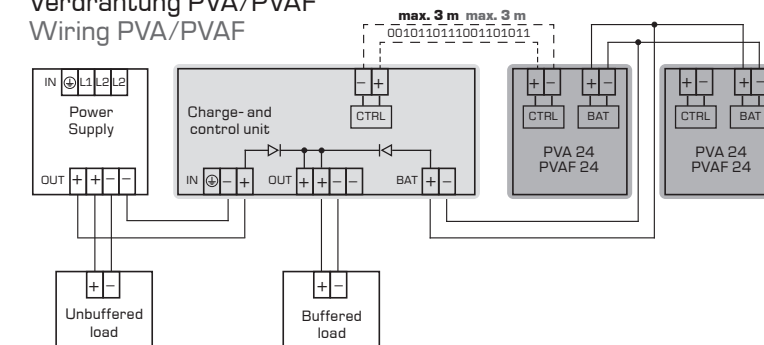 Verdrahtung PVA/PVAF
Wiring PVA/PVAF
max. 3 m max. 3 m
0010110111001101011
IN L1 L2 L2
Power
Supply
OUT + + − −
Charge- and
control unit
− +
CTRL
IN − +
OUT + + − −
BAT + −
+ − + −
CTRL BAT
PVA 24
PVAF 24
+ − + −
CTRL BAT
PVA 24
PVAF 24
+ −
Unbuffered
load
+ −
Buffered
load